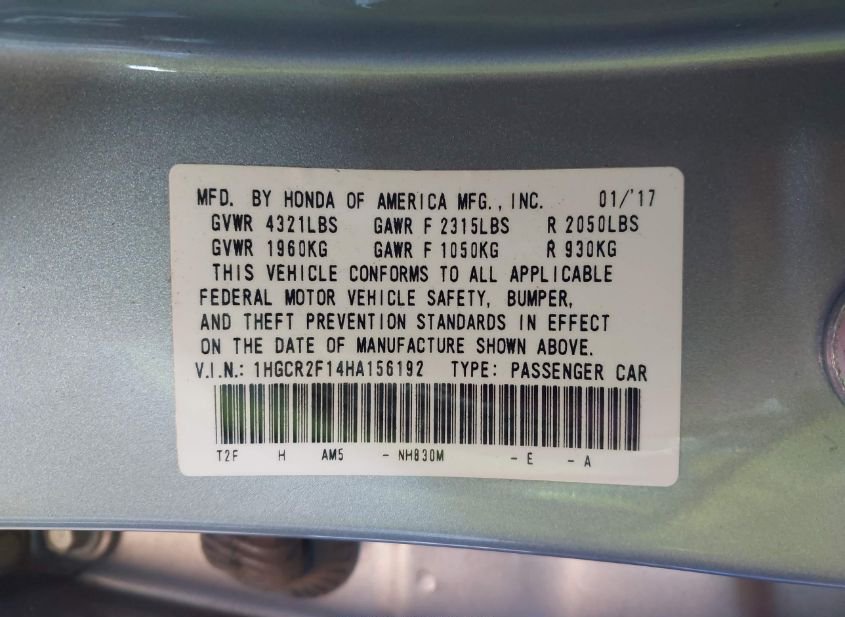 MFD. BY HONDA OF AMERICA MFG., INC. 01/'17
GVWR 4321LBS GAWR F 2315LBS R 2050LBS
GVWR 1960KG GAWR F 1050KG R 930KG
THIS VEHICLE CONFORMS TO ALL APPLICABLE
FEDERAL MOTOR VEHICLE SAFETY, BUMPER,
AND THEFT PREVENTION STANDARDS IN EFFECT
ON THE DATE OF MANUFACTURE SHOWN ABOVE.
V.I.N.: 1HGCR2F14HA156192 TYPE: PASSENGER CAR
T2F H AM5 - NH830M - E - A